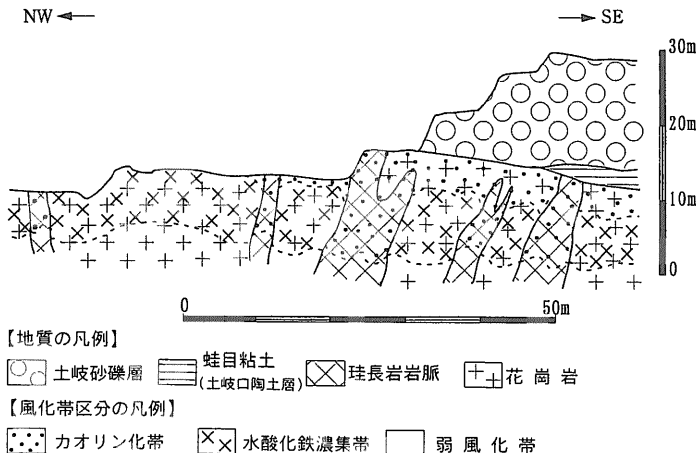 NW ← → SE
30m
20m
10m
0
0 50m
【地質の凡例】
土岐砂礫層 蛙目粘土 (土岐口陶土層) 珪長岩岩脈 花崗岩
【風化帯区分の凡例】
カオリン化帯 水酸化鉄濃集帯 弱風化帯